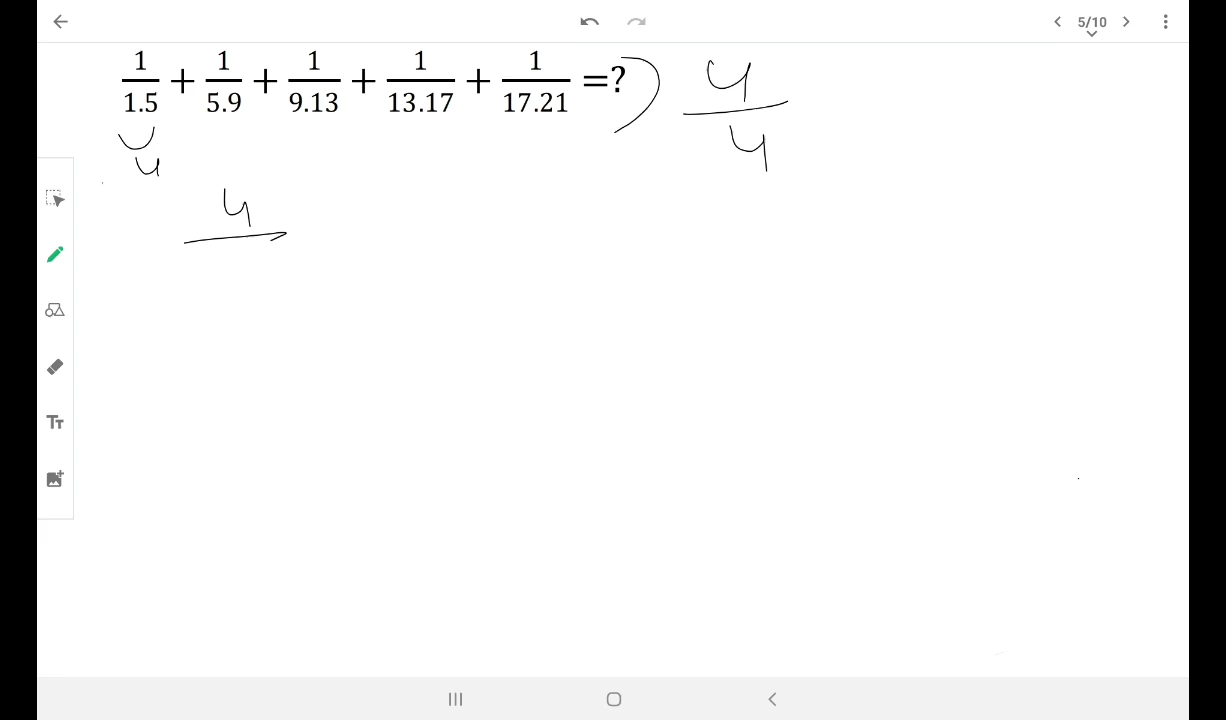 5/10
1/1.5 + 1/5.9 + 1/9.13 + 1/13.17 + 1/17.21 =? ) 4/4
4
4
Tт